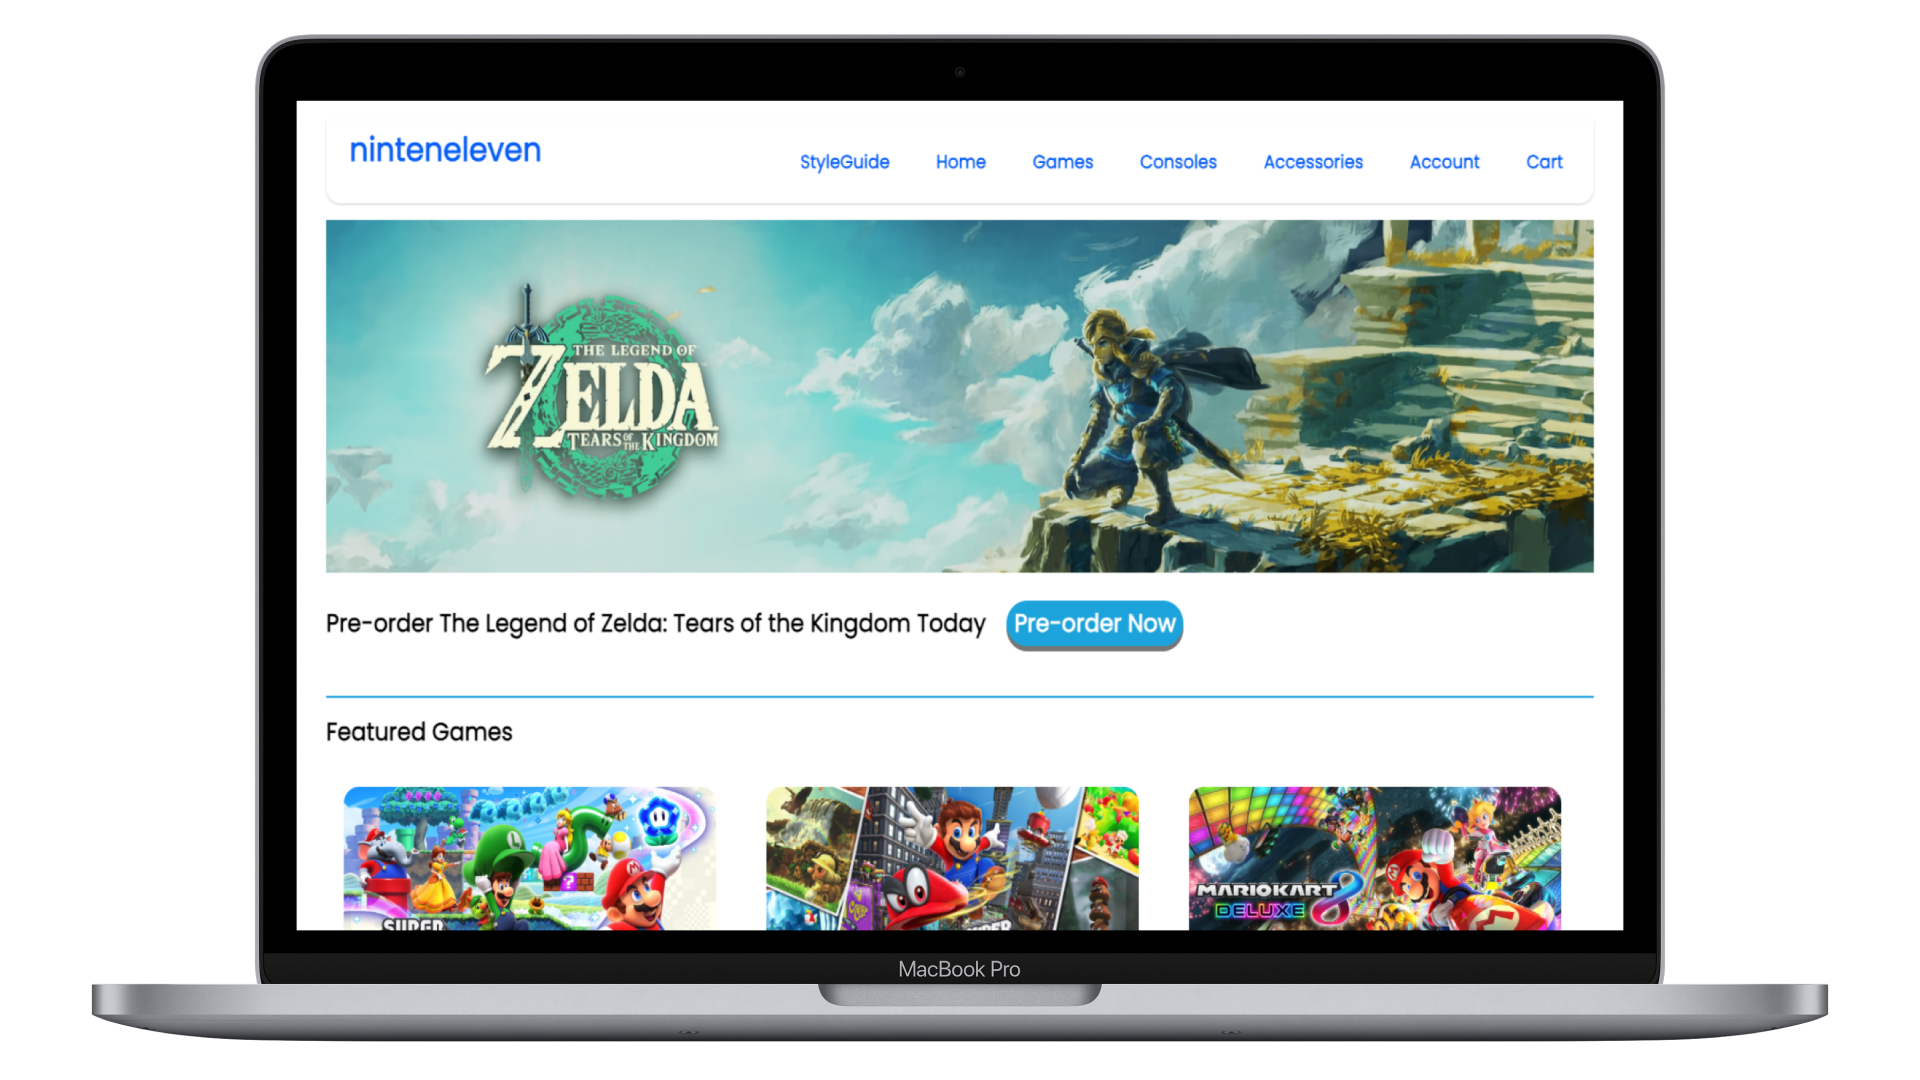 ninteneleven
StyleGuide Home Games Consoles Accessories Account Cart
THE LEGEND OF
ZELDA
TEARS OF THE KINGDOM
Pre-order The Legend of Zelda: Tears of the Kingdom Today Pre-order Now
Featured Games
MARIOKART 8
DELUXE
MacBook Pro